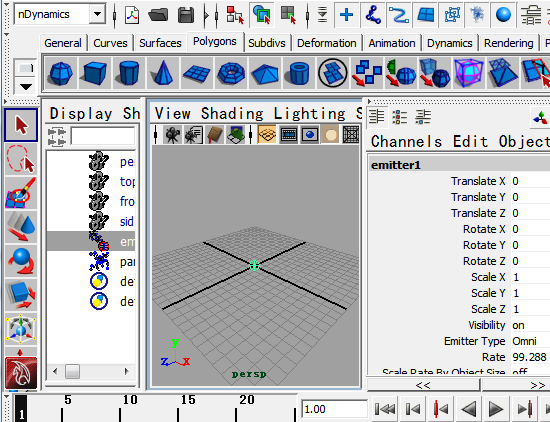 nDynamics
General Curves Surfaces Polygons Subdivs Deformation Animation Dynamics Rendering
Display Sh
View Shading Lighting S
Channels Edit Object
emitter1
Translate X 0
Translate Y 0
Translate Z 0
Rotate X 0
Rotate Y 0
Rotate Z 0
Scale X 1
Scale Y 1
Scale Z 1
Visibility on
Emitter Type Omni
Rate 99.288
Scale Rate By Object Size off
pe
top
fro
sid
em
par
de
de
Y
Z X
persp
<< >>
1 5 10 15 20
1.00